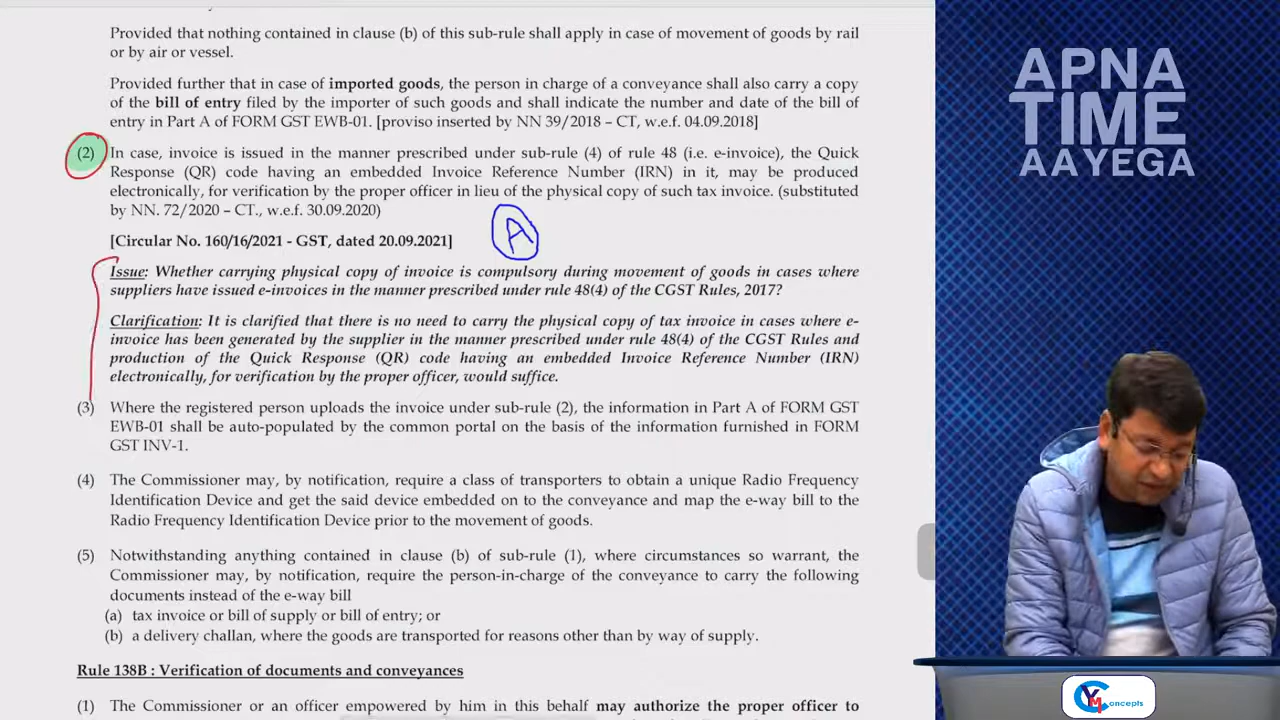 Provided that nothing contained in clause (b) of this sub-rule shall apply in case of movement of goods by rail
or by air or vessel.
Provided further that in case of imported goods, the person in charge of a conveyance shall also carry a copy
of the bill of entry filed by the importer of such goods and shall indicate the number and date of the bill of
entry in Part A of FORM GST EWB-01. [proviso inserted by NN 39/2018 – CT, w.e.f. 04.09.2018]
(2) In case, invoice is issued in the manner prescribed under sub-rule (4) of rule 48 (i.e. e-invoice), the Quick
Response (QR) code having an embedded Invoice Reference Number (IRN) in it, may be produced
electronically, for verification by the proper officer in lieu of the physical copy of such tax invoice. (substituted
by NN. 72/2020 – CT., w.e.f. 30.09.2020)
A
[Circular No. 160/16/2021 - GST, dated 20.09.2021]
Issue: Whether carrying physical copy of invoice is compulsory during movement of goods in cases where
suppliers have issued e-invoices in the manner prescribed under rule 48(4) of the CGST Rules, 2017?
Clarification: It is clarified that there is no need to carry the physical copy of tax invoice in cases where e-
invoice has been generated by the supplier in the manner prescribed under rule 48(4) of the CGST Rules and
production of the Quick Response (QR) code having an embedded Invoice Reference Number (IRN)
electronically, for verification by the proper officer, would suffice.
(3) Where the registered person uploads the invoice under sub-rule (2), the information in Part A of FORM GST
EWB-01 shall be auto-populated by the common portal on the basis of the information furnished in FORM
GST INV-1.
(4) The Commissioner may, by notification, require a class of transporters to obtain a unique Radio Frequency
Identification Device and get the said device embedded on to the conveyance and map the e-way bill to the
Radio Frequency Identification Device prior to the movement of goods.
(5) Notwithstanding anything contained in clause (b) of sub-rule (1), where circumstances so warrant, the
Commissioner may, by notification, require the person-in-charge of the conveyance to carry the following
documents instead of the e-way bill
(a) tax invoice or bill of supply or bill of entry; or
(b) a delivery challan, where the goods are transported for reasons other than by way of supply.
Rule 138B : Verification of documents and conveyances
(1) The Commissioner or an officer empowered by him in this behalf may authorize the proper officer to
APNA
TIME
AAYEGA
YM
Concepts